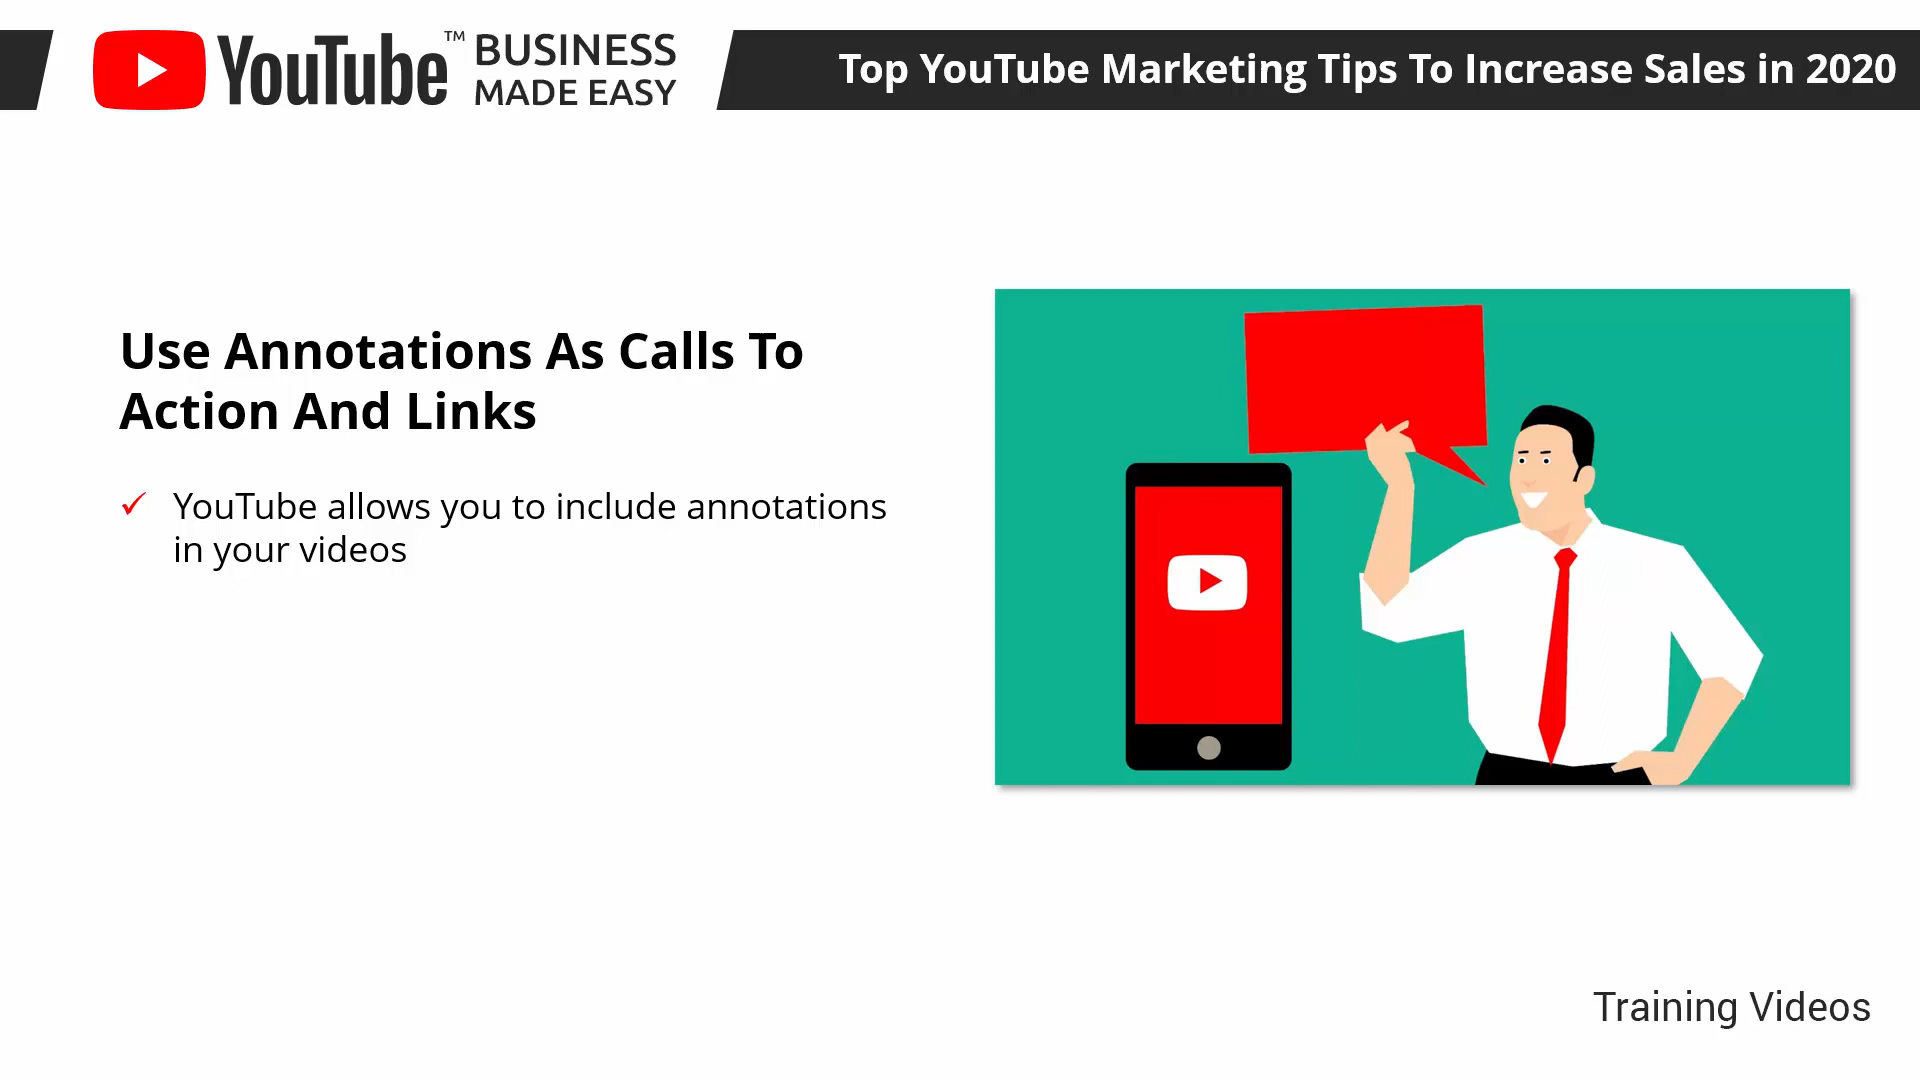 YouTube™ BUSINESS
MADE EASY
Top YouTube Marketing Tips To Increase Sales in 2020
Use Annotations As Calls To
Action And Links
✓ YouTube allows you to include annotations
in your videos
Training Videos